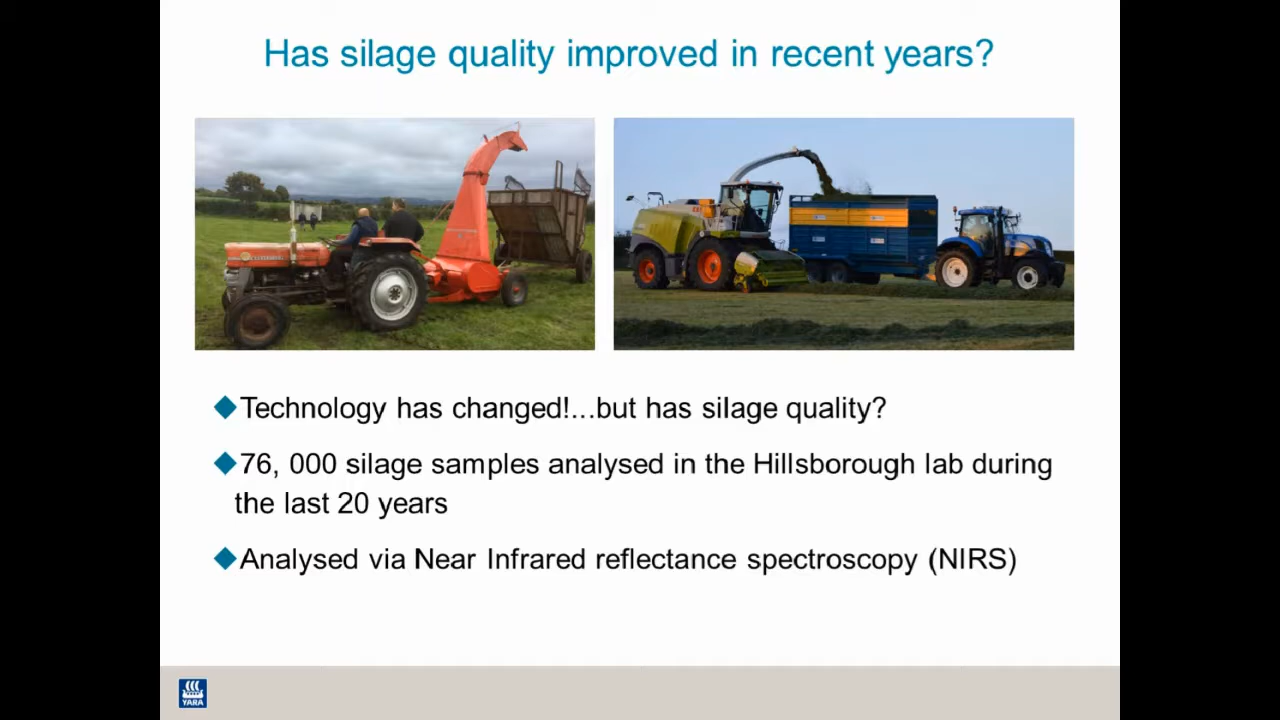 Has silage quality improved in recent years?
Technology has changed!...but has silage quality?
76, 000 silage samples analysed in the Hillsborough lab during
the last 20 years
Analysed via Near Infrared reflectance spectroscopy (NIRS)
YARA